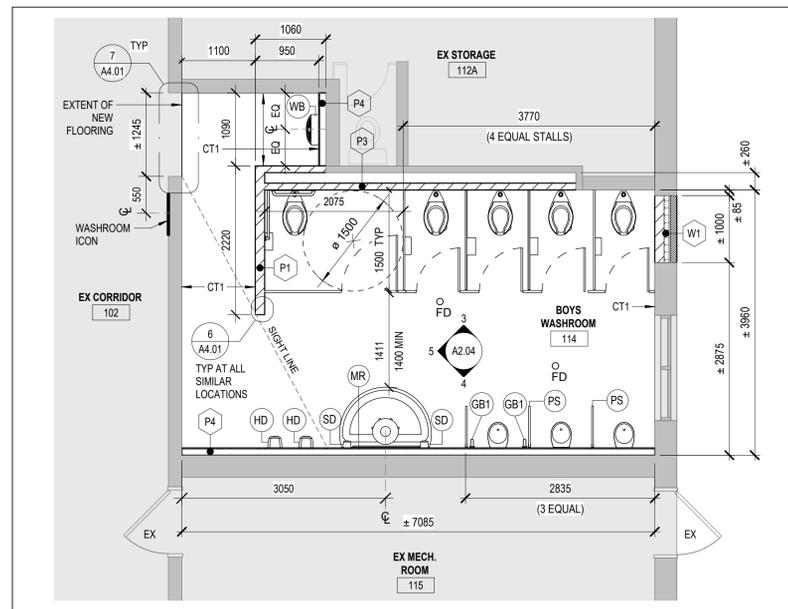 1060
1100
950
7
A4.01
TYP
EX STORAGE
112A
EXTENT OF
NEW
FLOORING
WB
P4
EQ
℄
EQ
3770
(4 EQUAL STALLS)
± 1245
1090
CT1
P3
± 260
550
℄
2075
± 85
± 1000
WASHROOM
ICON
ø 1500
1500 TYP
W1
2220
P1
CT1
EX CORRIDOR
102
FD
BOYS
WASHROOM
114
CT1
6
A4.01
SIGHT LINE
3
5
A2.04
4
1411
1400 MIN
FD
± 3960
± 2875
TYP AT ALL
SIMILAR
LOCATIONS
MR
P4
HD
HD
SD
SD
GB1
GB1
PS
PS
3050
2835
(3 EQUAL)
℄
± 7085
EX
EX
EX MECH.
ROOM
115